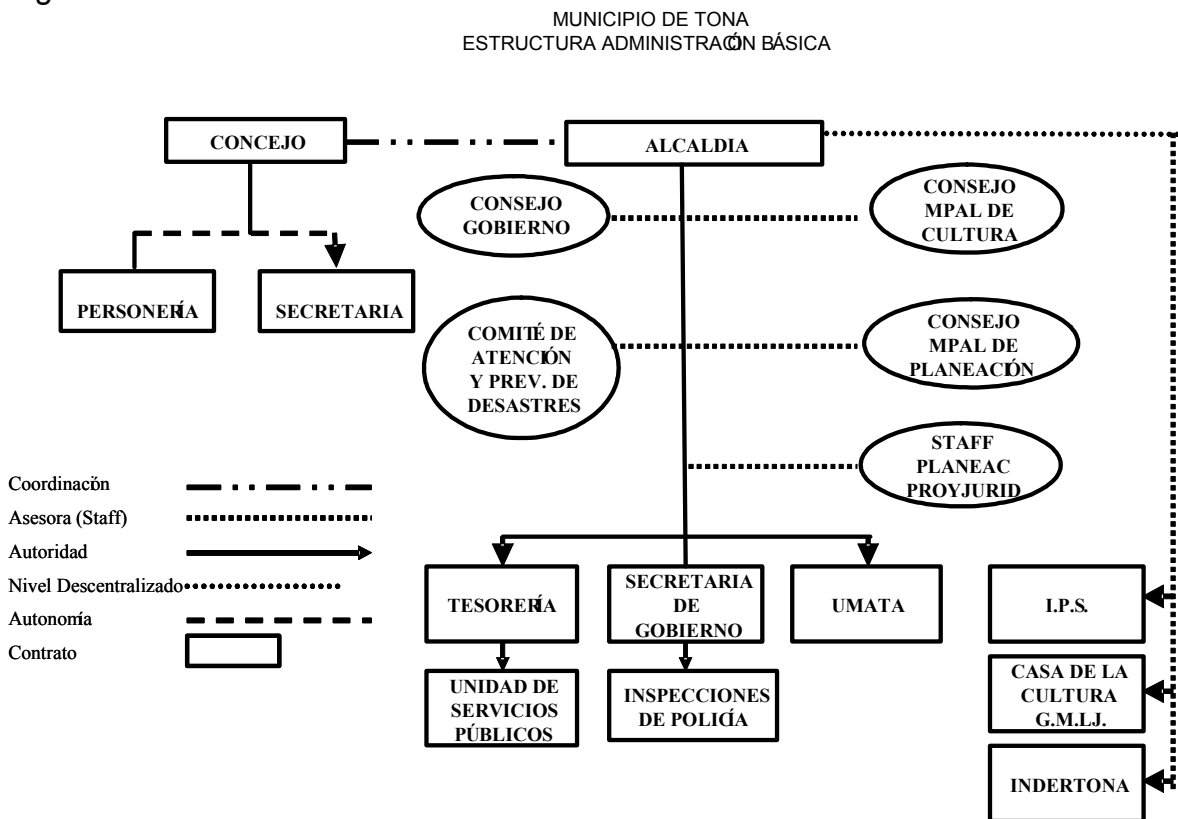 MUNICIPIO DE TONA
ESTRUCTURA ADMINISTRACIÓN BÁSICA
CONCEJO
ALCALDIA
CONSEJO
GOBIERNO
CONSEJO
MPAL DE
CULTURA
PERSONERÍA
SECRETARIA
COMITÉ DE
ATENCIÓN
Y PREV. DE
DESASTRES
CONSEJO
MPAL DE
PLANEACIÓN
STAFF
PLANEAC
PROYJURID
Coordinación
Asesora (Staff)
Autoridad
Nivel Descentralizado
Autonomía
Contrato
TESORERÍA
SECRETARIA
DE
GOBIERNO
UMATA
I.P.S.
UNIDAD DE
SERVICIOS
PÚBLICOS
INSPECCIONES
DE POLICÍA
CASA DE LA
CULTURA
G.M.LJ.
INDERTONA